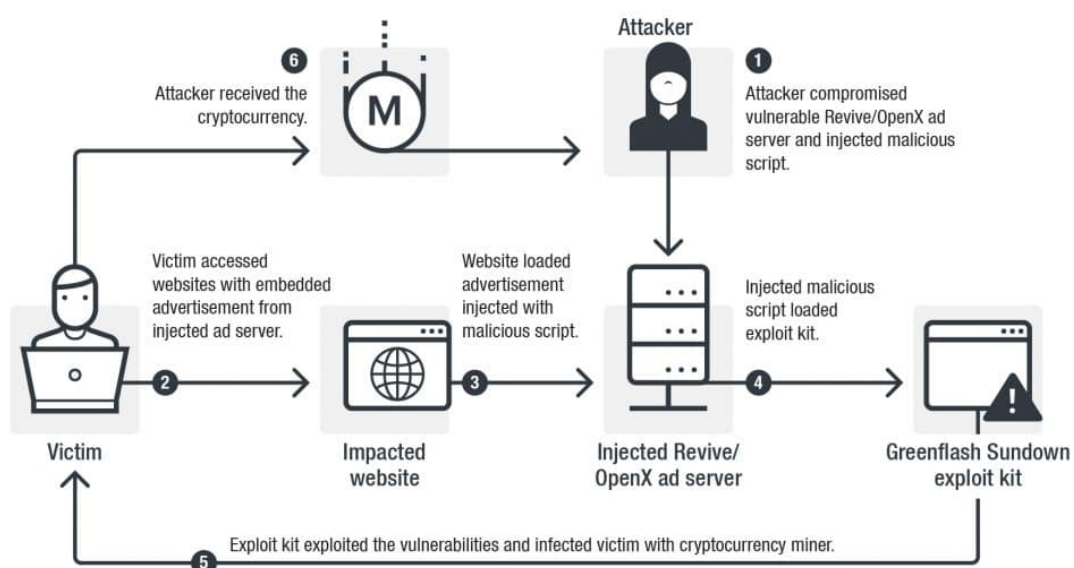 Attacker
6
Attacker received the
cryptocurrency.
M
1
Attacker compromised
vulnerable Revive/OpenX ad
server and injected malicious
script.
Victim accessed
websites with embedded
advertisement from
injected ad server.
Website loaded
advertisement
injected with
malicious script.
Injected malicious
script loaded
exploit kit.
2
3
4
!
Victim
Impacted
website
Injected Revive/
OpenX ad server
Greenflash Sundown
exploit kit
Exploit kit exploited the vulnerabilities and infected victim with cryptocurrency miner.
5